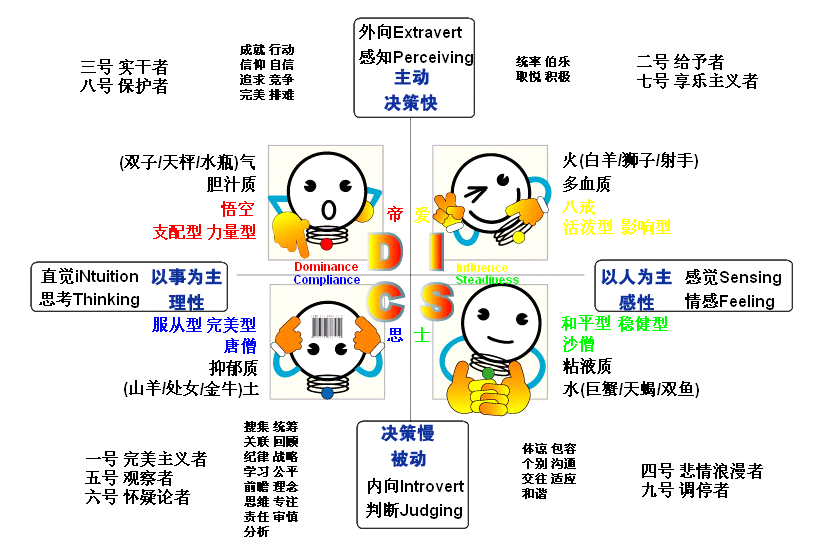 外向Extravert
感知Perceiving
主动
决策快
三号 实干者
八号 保护者
成就 行动
信仰 自信
追求 竞争
完美 排难
统率 伯乐
取悦 积极
二号 给予者
七号 享乐主义者
(双子/天秤/水瓶)气
胆汁质
悟空
支配型 力量型
火(白羊/狮子/射手)
多血质
八戒
活泼型 影响型
帝
爱
D
I
Dominance
Influence
直觉iNtuition
思考Thinking
以事为主
理性
以人为主
感性
感觉Sensing
情感Feeling
Compliance
Steadiness
C
S
思
士
服从型 完美型
唐僧
抑郁质
(山羊/处女/金牛)土
和平型 稳健型
沙僧
粘液质
水(巨蟹/天蝎/双鱼)
一号 完美主义者
五号 观察者
六号 怀疑论者
搜集 统筹
关联 回顾
纪律 战略
学习 公平
前瞻 理念
思维 专注
责任 审慎
分析
决策慢
被动
内向Introvert
判断Judging
体谅 包容
个别 沟通
交往 适应
和谐
四号 悲情浪漫者
九号 调停者